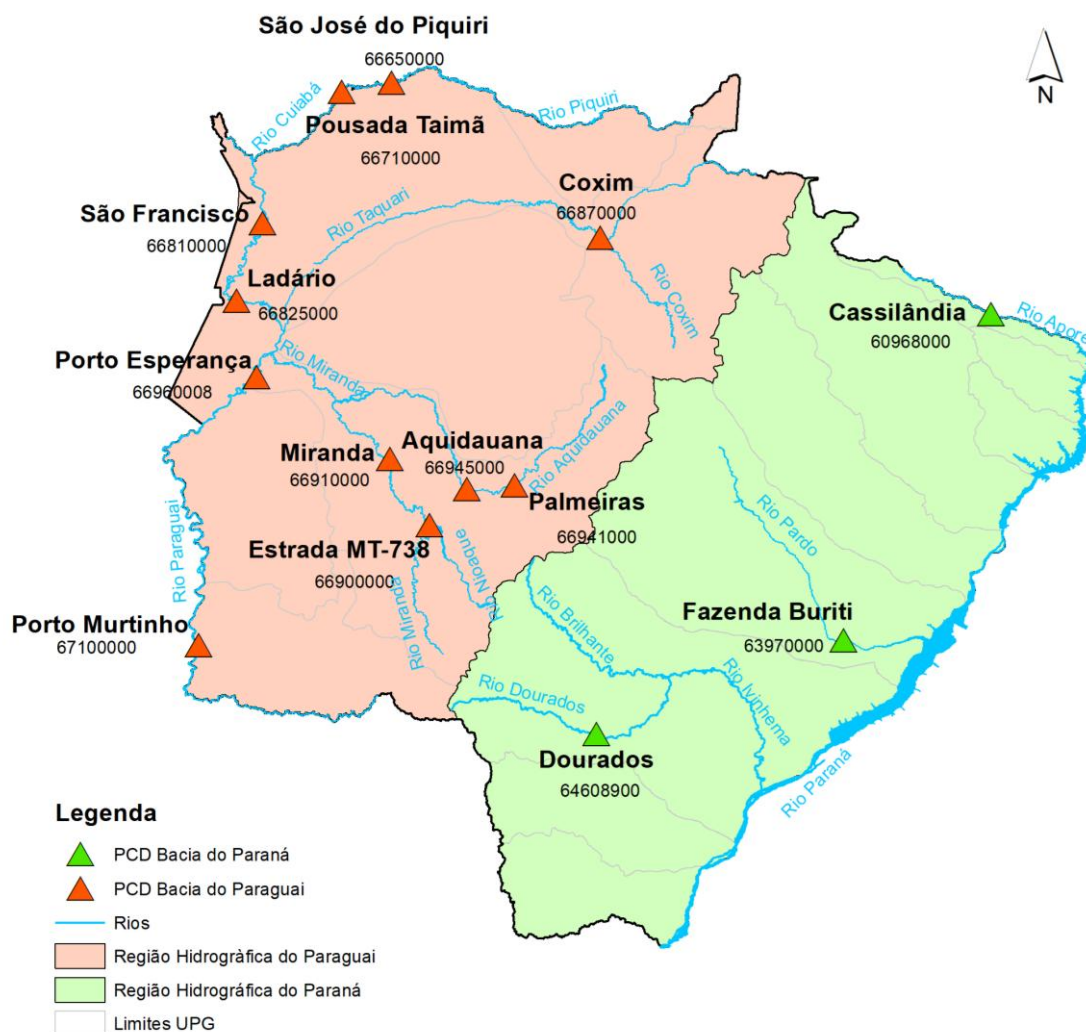 São José do Piquiri
66650000
N
Rio Cuiabá
Rio Piquiri
Pousada Taimã
66710000
Coxim
66870000
São Francisco
66810000
Rio Taquari
Ladário
66825000
Rio Coxim
Cassilândia
60968000
Rio Aporé
Porto Esperança
66960008
Rio Miranda
Miranda
66910000
Aquidauana
66945000
Rio Aquidauana
Palmeiras
66941000
Rio Pardo
Rio Paraguai
Estrada MT-738
66900000
Rio Nioaque
Rio Miranda
Rio Brilhante
Fazenda Buriti
63970000
Porto Murtinho
67100000
Rio Dourados
Rio Ivinhema
Dourados
64608900
Rio Paraná
Legenda
PCD Bacia do Paraná
PCD Bacia do Paraguai
Rios
Região Hidrogràfica do Paraguai
Região Hidrográfica do Paraná
Limites UPG